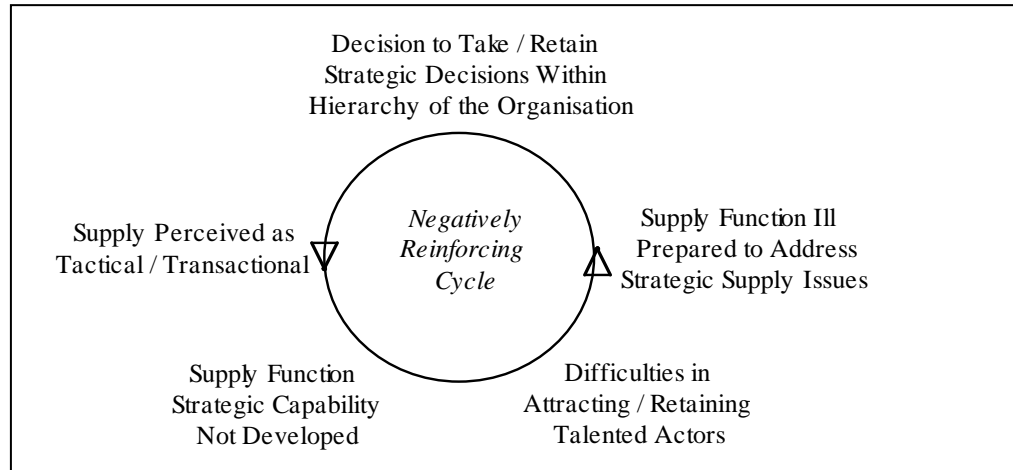 Decision to Take / Retain
Strategic Decisions Within
Hierarchy of the Organisation
Supply Perceived as
Tactical / Transactional
Negatively
Reinforcing
Cycle
Supply Function Ill
Prepared to Address
Strategic Supply Issues
Supply Function
Strategic Capability
Not Developed
Difficulties in
Attracting / Retaining
Talented Actors